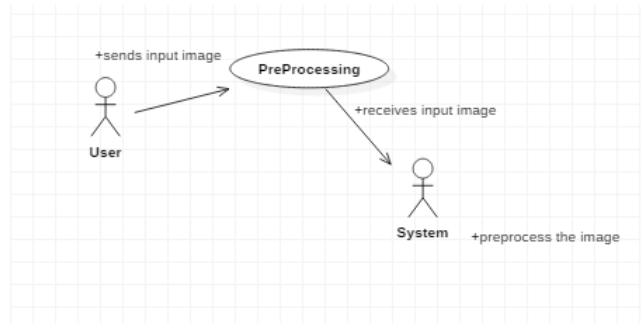 +sends input image
PreProcessing
+receives input image
User
System
+preprocess the image